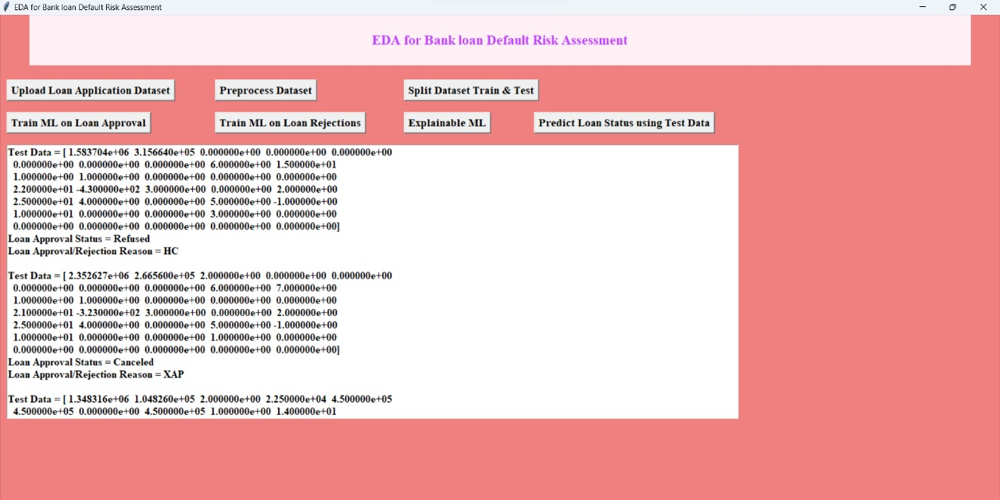 EDA for Bank loan Default Risk Assessment
EDA for Bank loan Default Risk Assessment
Upload Loan Application Dataset
Preprocess Dataset
Split Dataset Train & Test
Train ML on Loan Approval
Train ML on Loan Rejections
Explainable ML
Predict Loan Status using Test Data
Test Data = [ 1.583704e+06 3.156640e+05 0.000000e+00 0.000000e+00 0.000000e+00
0.000000e+00 0.000000e+00 0.000000e+00 6.000000e+00 1.500000e+01
1.000000e+00 1.000000e+00 0.000000e+00 0.000000e+00 0.000000e+00
2.200000e+01 -4.300000e+02 3.000000e+00 0.000000e+00 2.000000e+00
2.500000e+01 4.000000e+00 0.000000e+00 5.000000e+00 -1.000000e+00
1.000000e+01 0.000000e+00 0.000000e+00 3.000000e+00 0.000000e+00
0.000000e+00 0.000000e+00 0.000000e+00 0.000000e+00 0.000000e+00]
Loan Approval Status = Refused
Loan Approval/Rejection Reason = HC
Test Data = [ 2.352627e+06 2.665600e+05 2.000000e+00 0.000000e+00 0.000000e+00
0.000000e+00 0.000000e+00 0.000000e+00 6.000000e+00 7.000000e+00
1.000000e+00 1.000000e+00 0.000000e+00 0.000000e+00 0.000000e+00
2.100000e+01 -3.230000e+02 3.000000e+00 0.000000e+00 2.000000e+00
2.500000e+01 4.000000e+00 0.000000e+00 5.000000e+00 -1.000000e+00
1.000000e+01 0.000000e+00 0.000000e+00 1.000000e+00 0.000000e+00
0.000000e+00 0.000000e+00 0.000000e+00 0.000000e+00 0.000000e+00]
Loan Approval Status = Canceled
Loan Approval/Rejection Reason = XAP
Test Data = [ 1.348316e+06 1.048260e+05 2.000000e+00 2.250000e+04 4.500000e+05
4.500000e+05 0.000000e+00 4.500000e+05 1.000000e+00 1.400000e+01